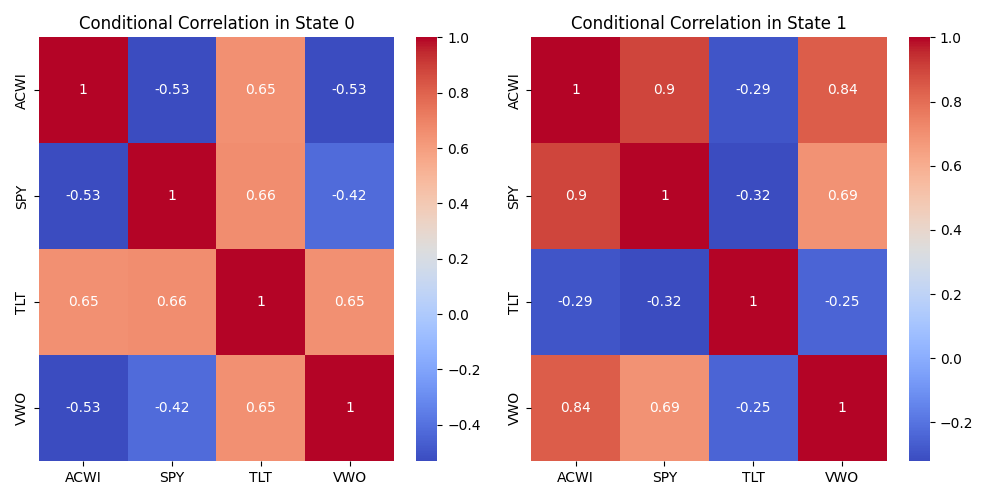 Conditional Correlation in State 0
ACWI 1 -0.53 0.65 -0.53
SPY -0.53 1 0.66 -0.42
TLT 0.65 0.66 1 0.65
VWO -0.53 -0.42 0.65 1
ACWI SPY TLT VWO
1.0
0.8
0.6
0.4
0.2
0.0
−0.2
−0.4
Conditional Correlation in State 1
ACWI 1 0.9 -0.29 0.84
SPY 0.9 1 -0.32 0.69
TLT -0.29 -0.32 1 -0.25
VWO 0.84 0.69 -0.25 1
ACWI SPY TLT VWO
1.0
0.8
0.6
0.4
0.2
0.0
−0.2